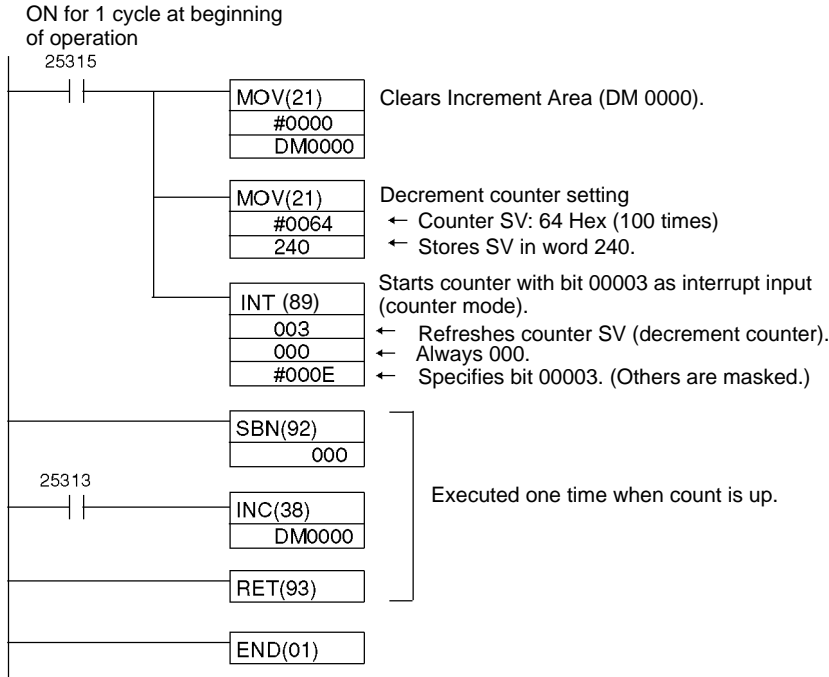 ON for 1 cycle at beginning
of operation
25315
MOV(21)
#0000
DM0000
Clears Increment Area (DM 0000).
MOV(21)
#0064
240
Decrement counter setting
← Counter SV: 64 Hex (100 times)
← Stores SV in word 240.
INT (89)
003
000
#000E
Starts counter with bit 00003 as interrupt input
(counter mode).
← Refreshes counter SV (decrement counter).
← Always 000.
← Specifies bit 00003. (Others are masked.)
SBN(92)
000
25313
INC(38)
DM0000
Executed one time when count is up.
RET(93)
END(01)